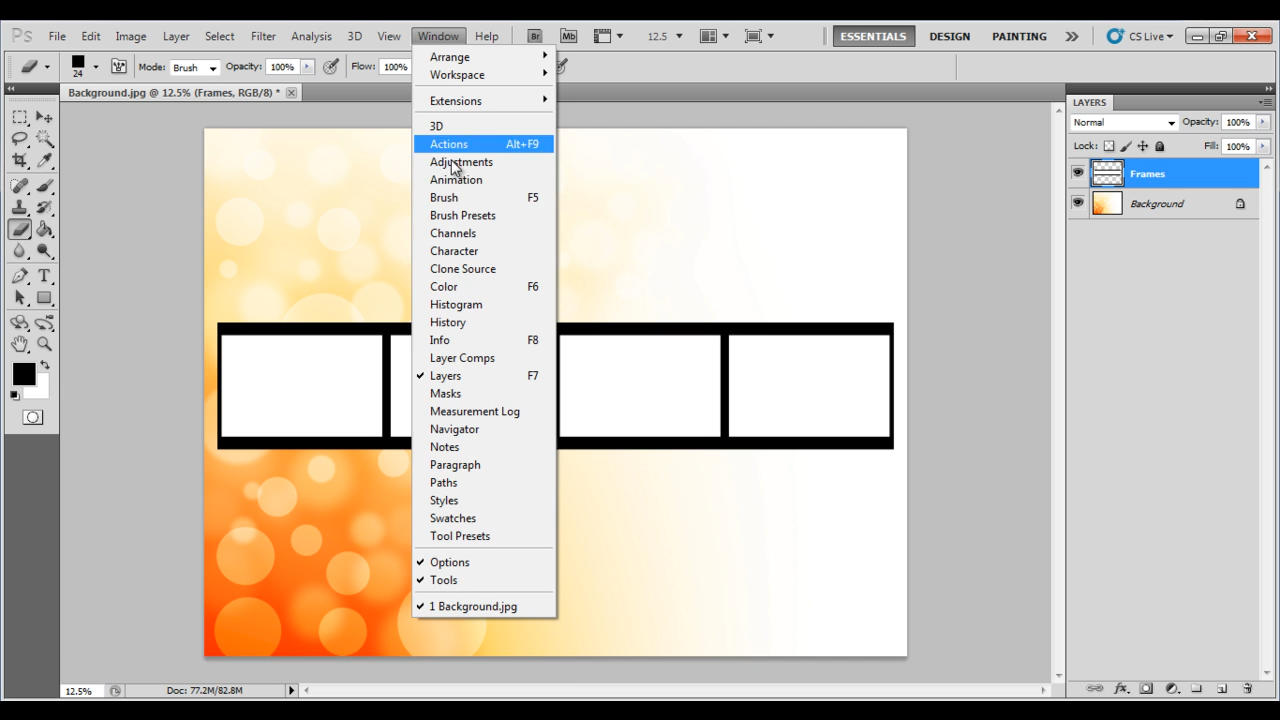 Ps File Edit Image Layer Select Filter Analysis 3D View Window Help Br Mb 12.5 ESSENTIALS DESIGN PAINTING CS Live
24 Mode: Brush Opacity: 100% Flow: 100%
Background.jpg @ 12.5% (Frames, RGB/8) *
Arrange
Workspace
Extensions
3D
Actions Alt+F9
Adjustments
Animation
Brush F5
Brush Presets
Channels
Character
Clone Source
Color F6
Histogram
History
Info F8
Layer Comps
Layers F7
Masks
Measurement Log
Navigator
Notes
Paragraph
Paths
Styles
Swatches
Tool Presets
Options
Tools
1 Background.jpg
LAYERS
Normal Opacity: 100%
Lock: Fill: 100%
Frames
Background
12.5% Doc: 77.2M/82.8M